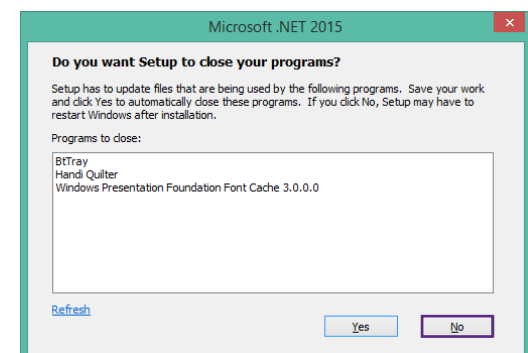 Microsoft .NET 2015
Do you want Setup to close your programs?
Setup has to update files that are being used by the following programs. Save your work
and click Yes to automatically close these programs. If you click No, Setup may have to
restart Windows after installation.
Programs to close:
BtTray
Handi Quilter
Windows Presentation Foundation Font Cache 3.0.0.0
Refresh
Yes No